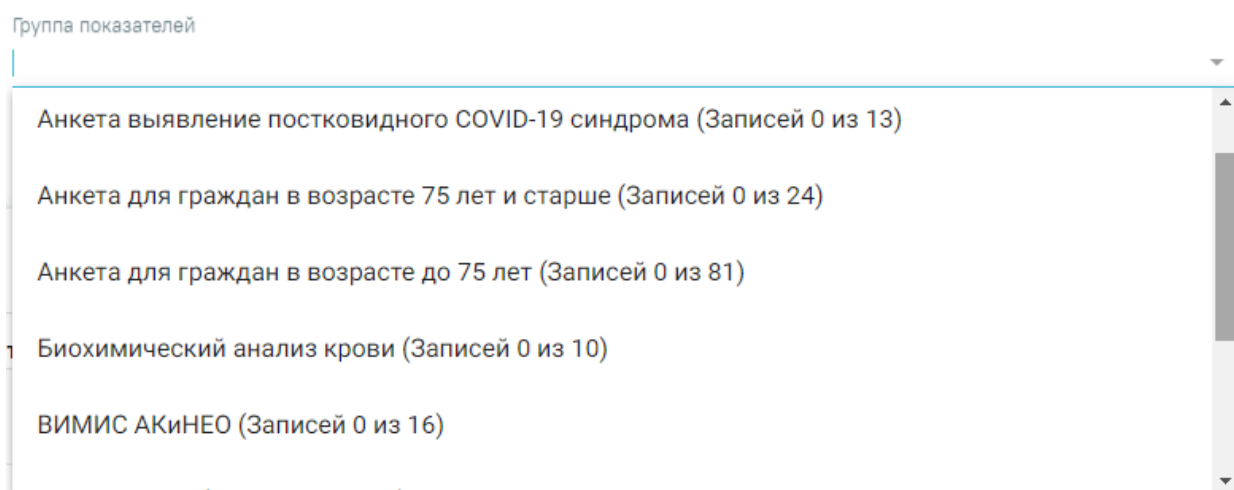 Группа показателей
Анкета выявление постковидного COVID-19 синдрома (Записей 0 из 13)
Анкета для граждан в возрасте 75 лет и старше (Записей 0 из 24)
Анкета для граждан в возрасте до 75 лет (Записей 0 из 81)
Биохимический анализ крови (Записей 0 из 10)
ВИМИС АКиНЕО (Записей 0 из 16)